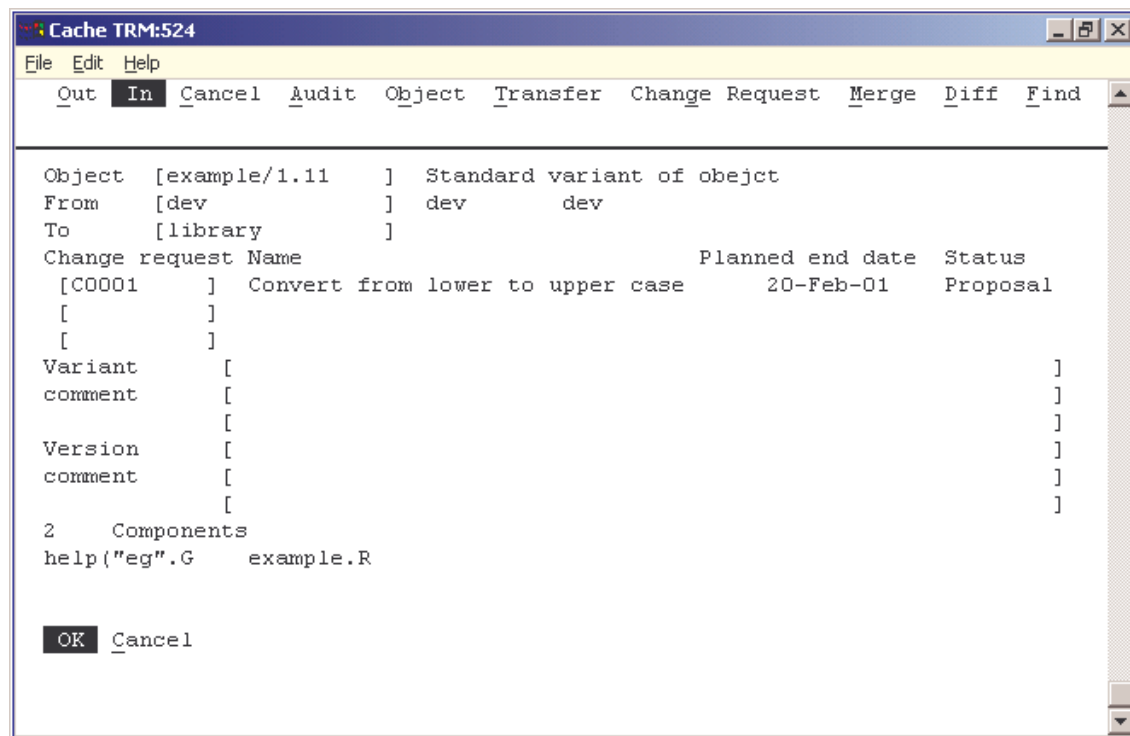 Cache TRM:524
File Edit Help
Out In Cancel Audit Object Transfer Change Request Merge Diff Find
Object [example/1.11 ] Standard variant of obejct
From [dev ] dev dev
To [library ]
Change request Name Planned end date Status
[C0001 ] Convert from lower to upper case 20-Feb-01 Proposal
[ ]
[ ]
Variant [ ]
comment [ ]
[ ]
Version [ ]
comment [ ]
[ ]
2 Components
help("eg".G example.R
OK Cancel